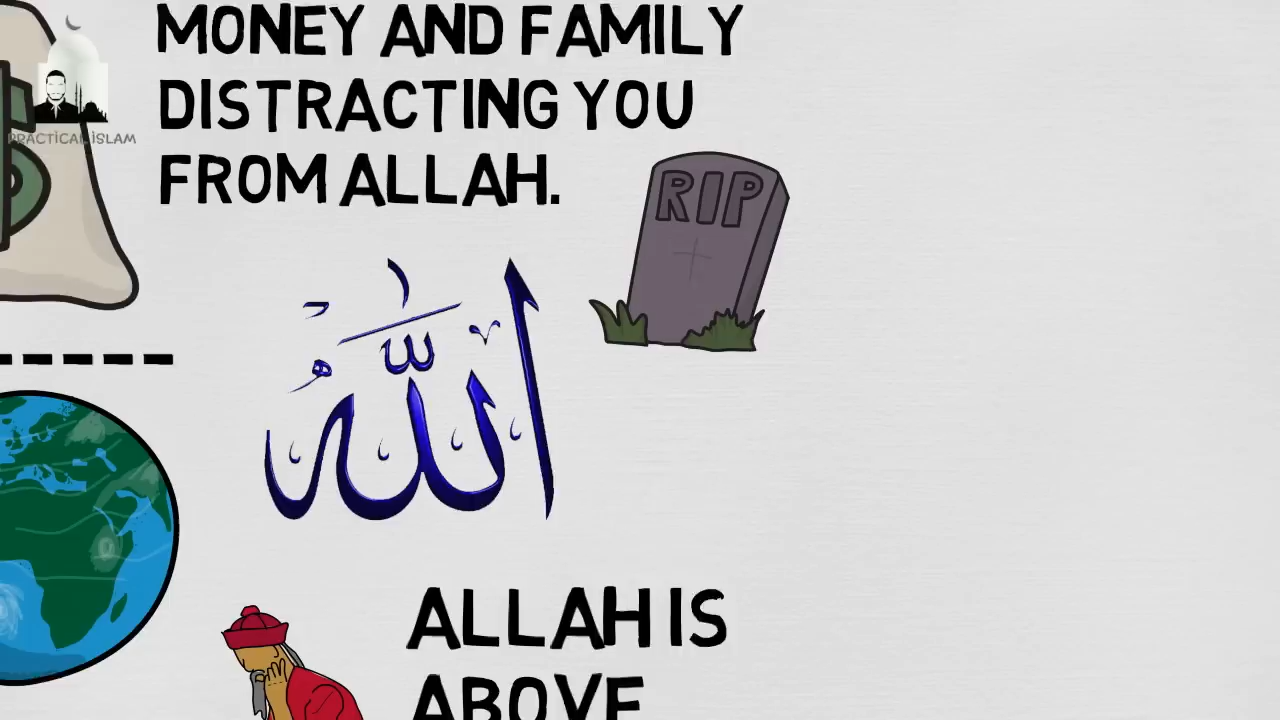 MONEY AND FAMILY
DISTRACTING YOU
FROM ALLAH.
PRACTICAL ISLAM
RIP
الله
ALLAH IS
ABOVE